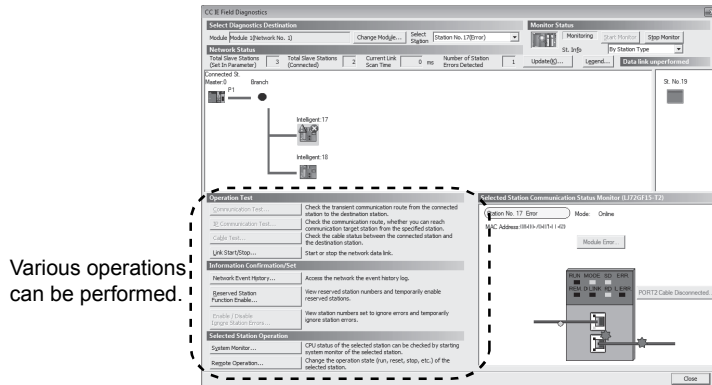 CC IE Field Diagnostics
Select Diagnostics Destination
Module Module 1(Network No. 1)
Change Module...
Select Station
Station No. 17(Error)
Monitor Status
Monitoring
Start Monitor
Stop Monitor
St. Info
By Station Type
Network Status
Total Slave Stations (Set In Parameter) 3
Total Slave Stations (Connected) 2
Current Link Scan Time 0 ms
Number of Station Errors Detected 1
Update(K)...
Legend...
Data link unperformed
Connected St.
Master:0 Branch
P1
Intelligent:17
Intelligent:18
St. No.19
Various operations
can be performed.
Operation Test
Communication Test...
Check the transient communication route from the connected
station to the destination station.
IE Communication Test...
Check the communication route, whether you can reach
communication target station from the specified station.
Cable Test...
Check the cable status between the connected station and
the destination station.
Link Start/Stop...
Start or stop the network data link.
Information Confirmation/Set
Network Event History...
Access the network the event history log.
Reserved Station
Function Enable...
View reserved station numbers and temporarily enable
reserved stations.
Enable / Disable
Ignore Station Errors...
View station numbers set to ignore errors and temporarily
ignore station errors.
Selected Station Operation
System Monitor...
CPU status of the selected station can be checked by starting
system monitor of the selected station.
Remote Operation...
Change the operation state (run, reset, stop, etc.) of the
selected station.
Selected Station Communication Status Monitor (LJ72GF15-T2)
Station No. 17 Error
Mode: Online
MAC Address:
Module Error...
RUN MODE SD ERR
REM D LINK RD L ERR
PORT2 Cable Disconnected...
Close